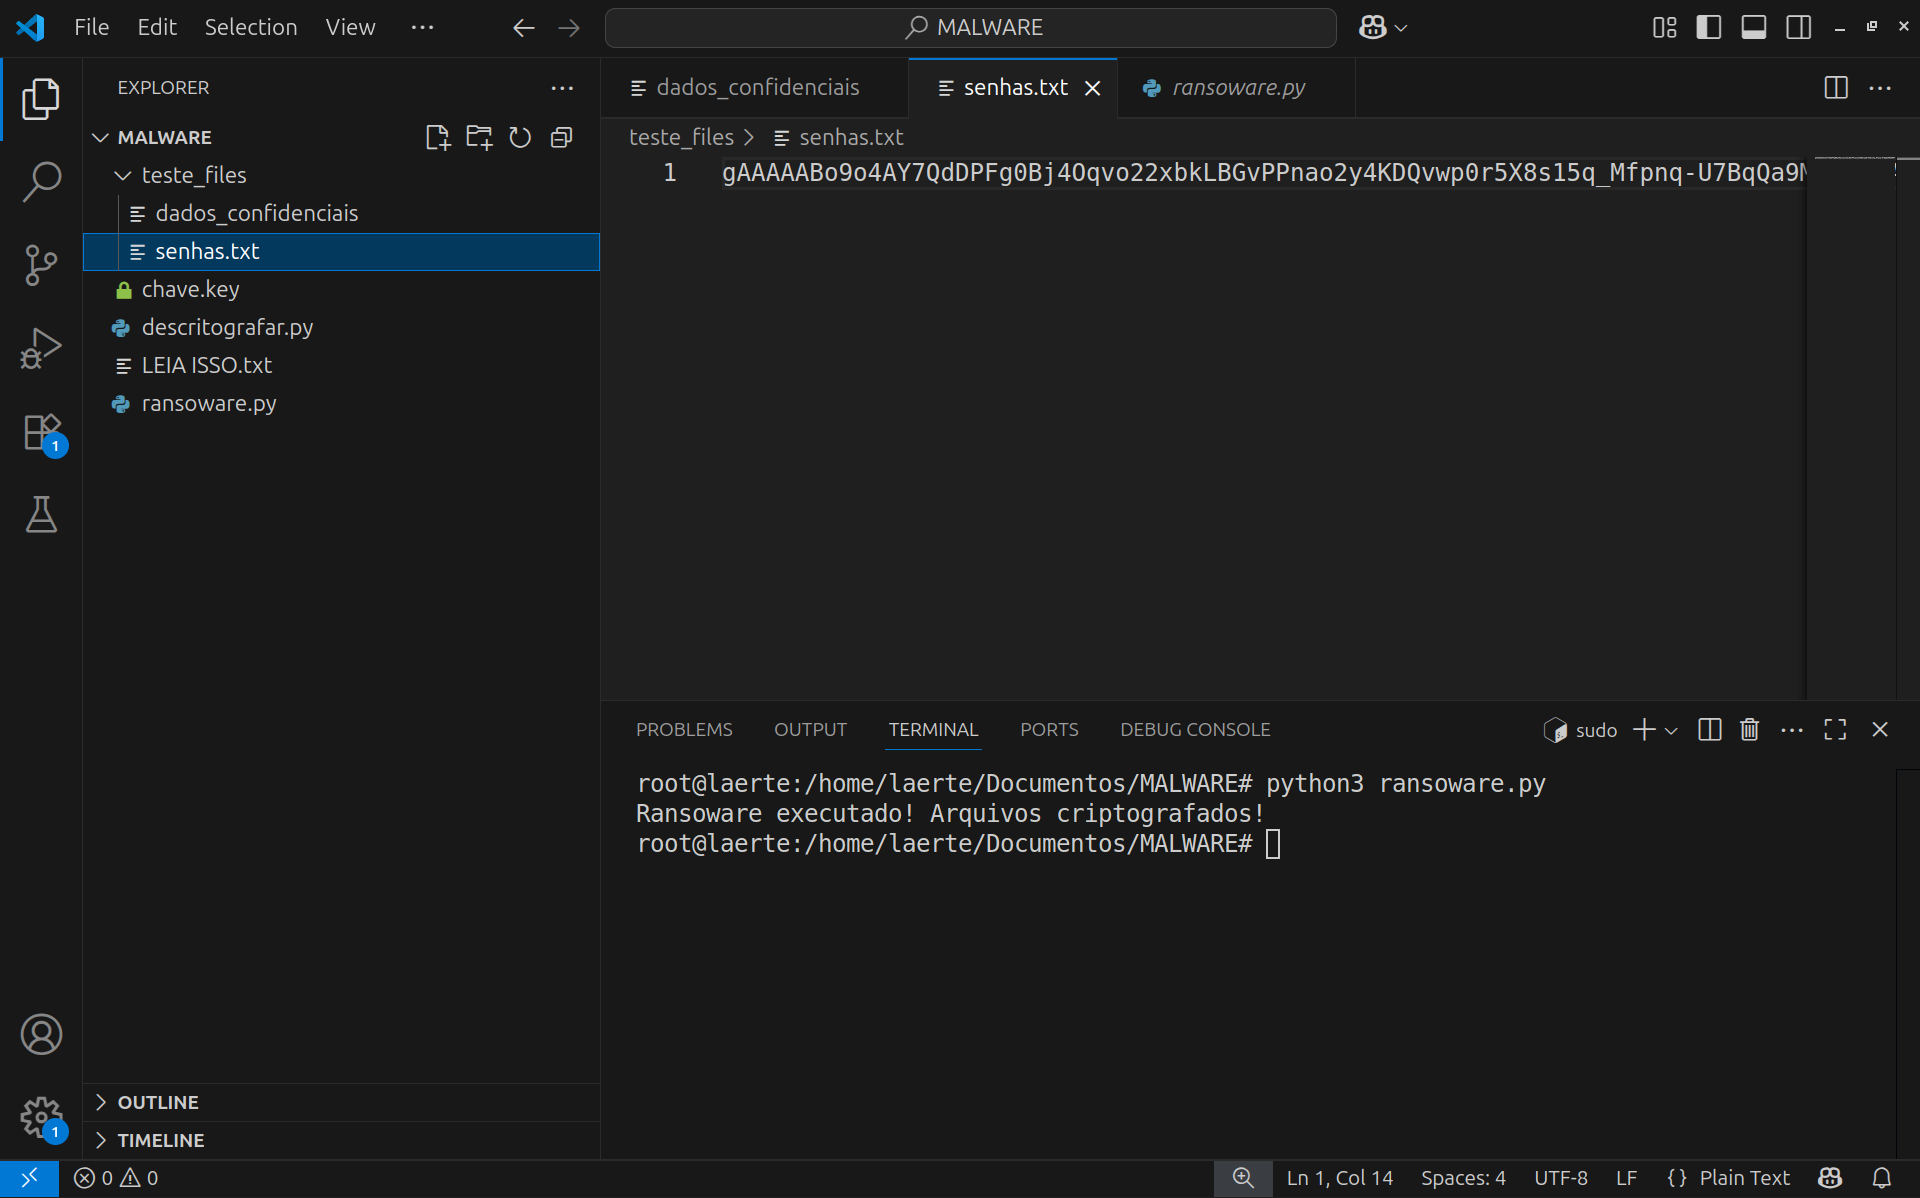 File Edit Selection View ··· MALWARE
EXPLORER
MALWARE
teste_files
dados_confidenciais
senhas.txt
chave.key
descritografar.py
LEIA ISSO.txt
ransoware.py
1
OUTLINE
TIMELINE
1
dados_confidenciais senhas.txt ransoware.py
teste_files > senhas.txt
1 gAAAAABo9o4AY7QdDPFg0Bj4Oqvo22xbkLBGvPPnao2y4KDQvwp0r5X8s15q_Mfpnq-U7BqQa9M
PROBLEMS OUTPUT TERMINAL PORTS DEBUG CONSOLE sudo
root@laerte:/home/laerte/Documentos/MALWARE# python3 ransoware.py
Ransoware executado! Arquivos criptografados!
root@laerte:/home/laerte/Documentos/MALWARE#
0 0 Ln 1, Col 14 Spaces: 4 UTF-8 LF {} Plain Text